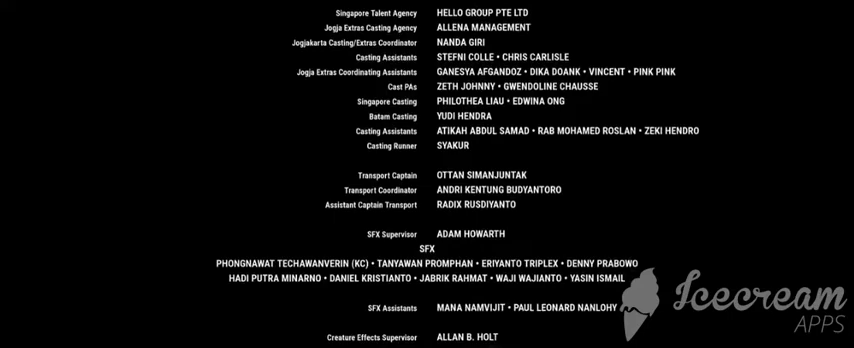 Singapore Talent Agency HELLO GROUP PTE LTD
Jogja Extras Casting Agency ALLENA MANAGEMENT
Jogjakarta Casting/Extras Coordinator NANDA GIRI
Casting Assistants STEFNI COLLE • CHRIS CARLISLE
Jogja Extras Coordinating Assistants GANESYA AFGANDOZ • DIKA DOANK • VINCENT • PINK PINK
Cast PAs ZETH JOHNNY • GWENDOLINE CHAUSSE
Singapore Casting PHILOTHEA LIAU • EDWINA ONG
Batam Casting YUDI HENDRA
Casting Assistants ATIKAH ABDUL SAMAD • RAB MOHAMED ROSLAN • ZEKI HENDRO
Casting Runner SYAKUR
Transport Captain OTTAN SIMANJUNTAK
Transport Coordinator ANDRI KENTUNG BUDYANTORO
Assistant Captain Transport RADIX RUSDIYANTO
SFX Supervisor ADAM HOWARTH
SFX
PHONGNAWAT TECHAWANVERIN (KC) • TANYAWAN PROMPHAN • ERIYANTO TRIPLEX • DENNY PRABOWO
HADI PUTRA MINARNO • DANIEL KRISTIANTO • JABRIK RAHMAT • WAJI WAJIANTO • YASIN ISMAIL
SFX Assistants MANA NAMVIJIT • PAUL LEONARD NANLOHY
Creature Effects Supervisor ALLAN B. HOLT
Icecream
APPS